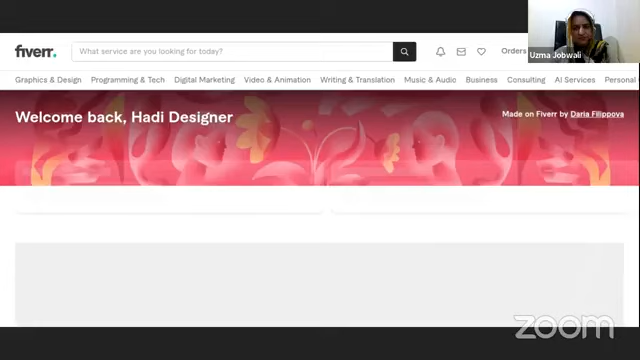 fiverr.
What service are you looking for today?
Orders
Uzma Jobwali
Graphics & Design Programming & Tech Digital Marketing Video & Animation Writing & Translation Music & Audio Business Consulting AI Services Personal
Welcome back, Hadi Designer
Made on Fiverr by Daria Filippova
zoom